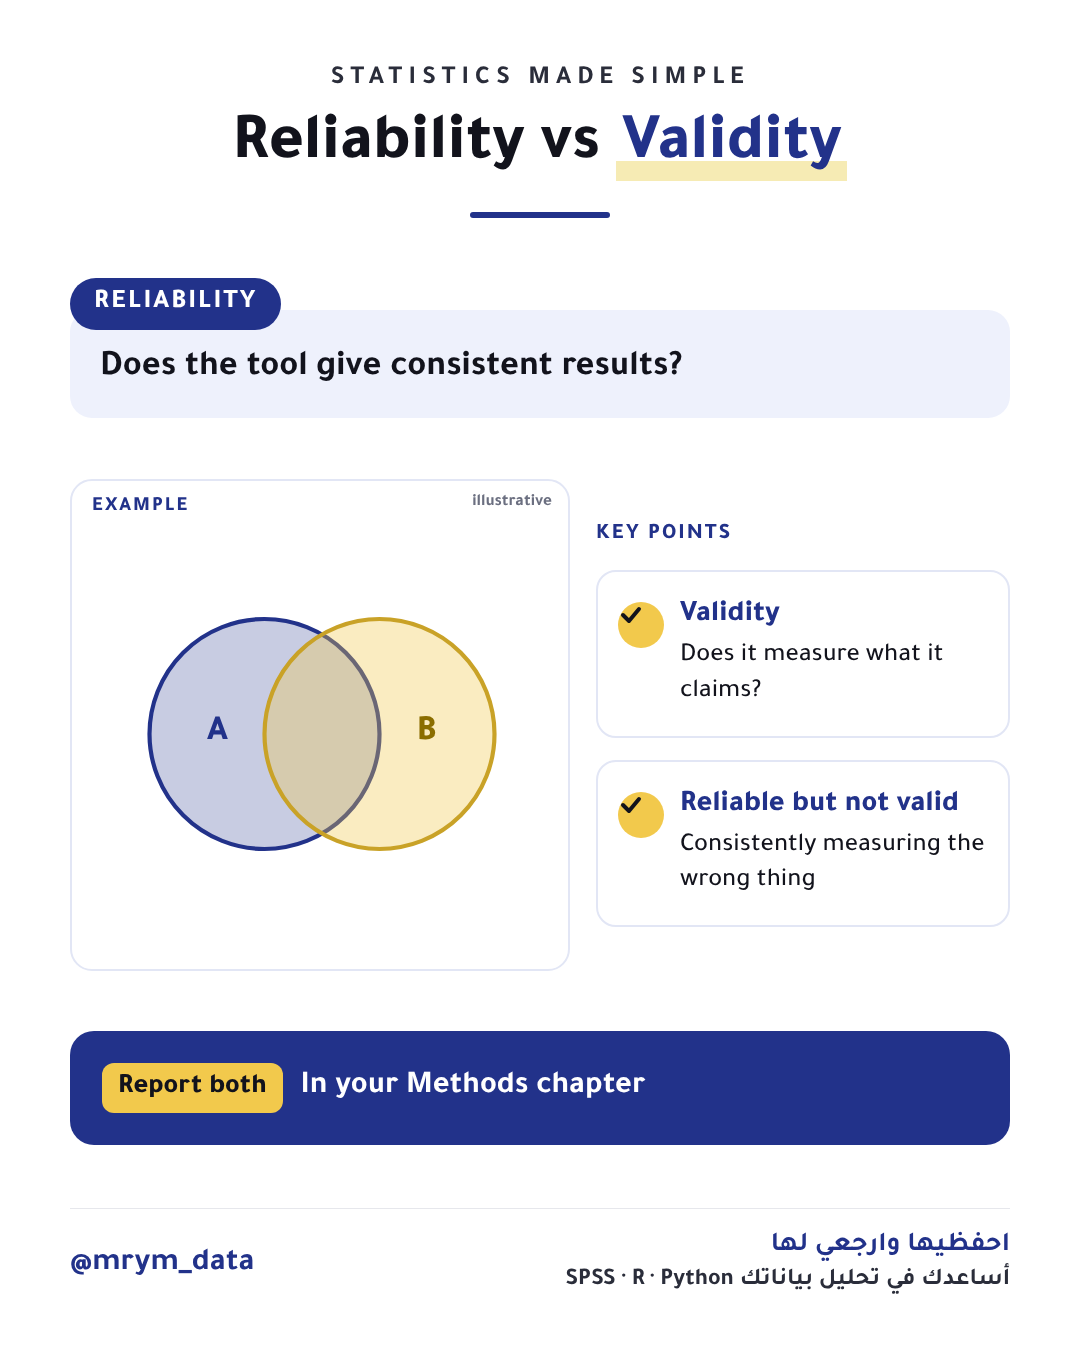 STATISTICS MADE SIMPLE
Reliability vs Validity
RELIABILITY
Does the tool give consistent results?
EXAMPLE
illustrative
A
B
KEY POINTS
Validity
Does it measure what it
claims?
Reliable but not valid
Consistently measuring the
wrong thing
Report both
In your Methods chapter
@mrym_data
احفظيها وارجعي لها
أساعدك في تحليل بياناتك SPSS · R · Python